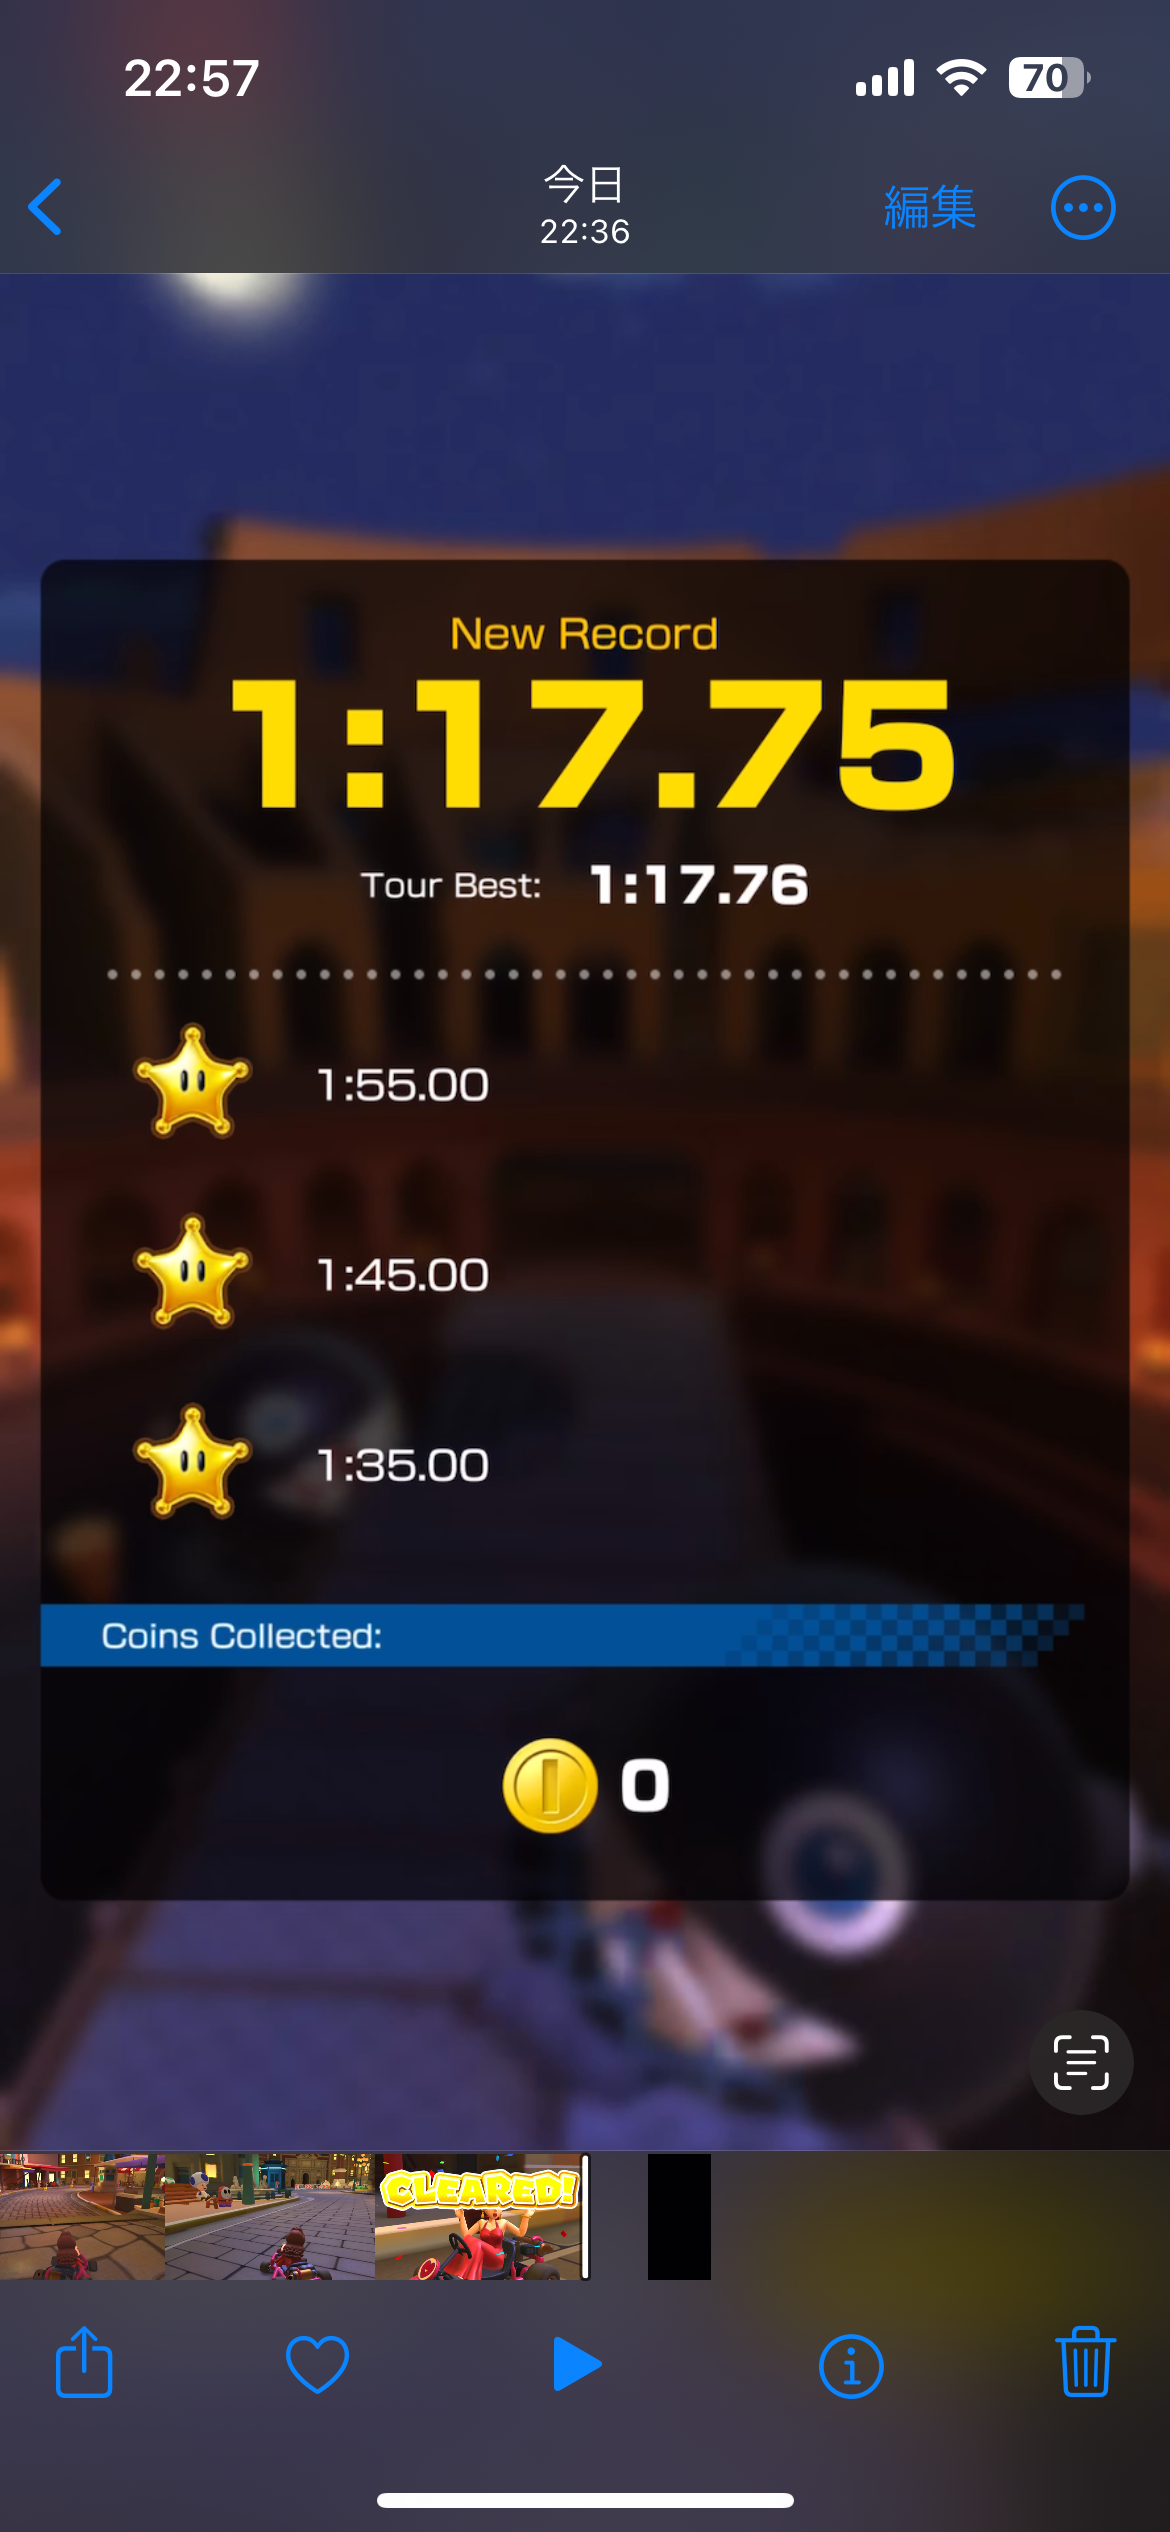 22:57
70
今日
22:36
編集
New Record
1:17.75
Tour Best: 1:17.76
1:55.00
1:45.00
1:35.00
Coins Collected:
0
CLEARED!